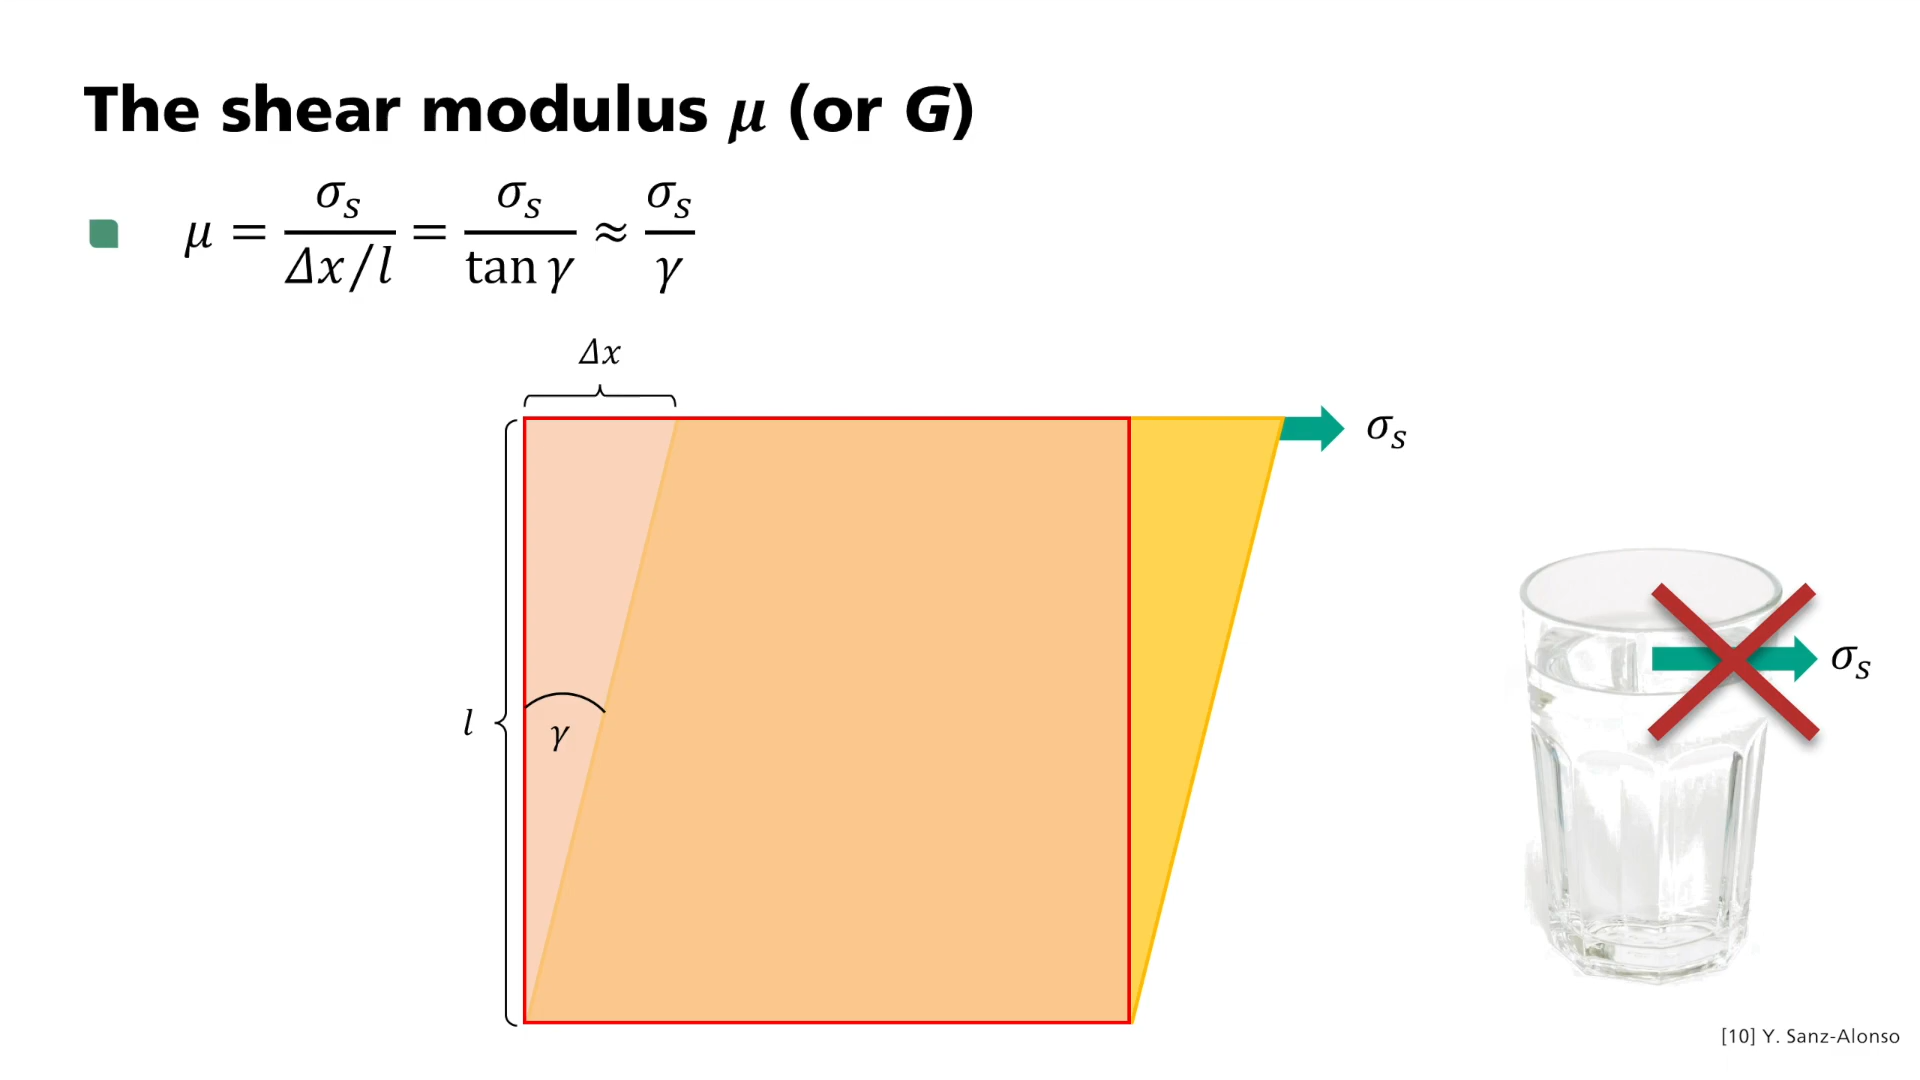 The shear modulus μ (or G)
μ = σₛ / (Δx/l) = σₛ / tan γ ≈ σₛ / γ
Δx
σₛ
l
γ
σₛ
[10] Y. Sanz-Alonso